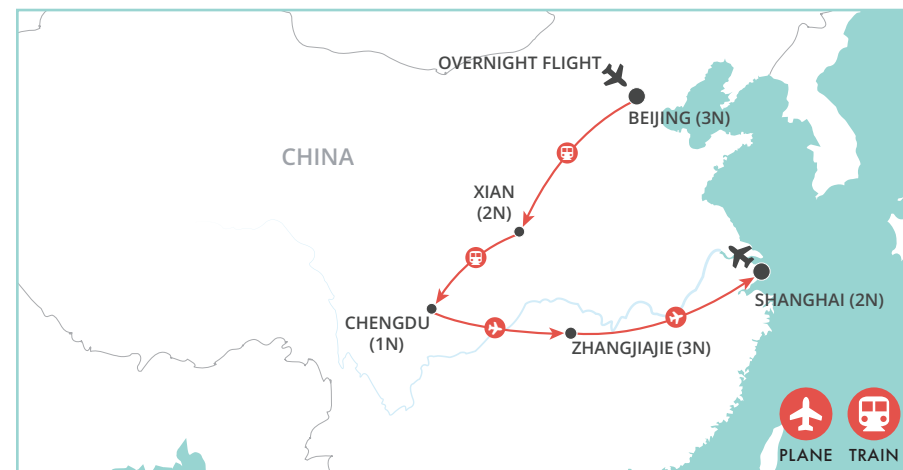 OVERNIGHT FLIGHT
BEIJING (3N)
CHINA
XIAN
(2N)
SHANGHAI (2N)
CHENGDU
(1N)
ZHANGJIAJIE (3N)
PLANE
TRAIN